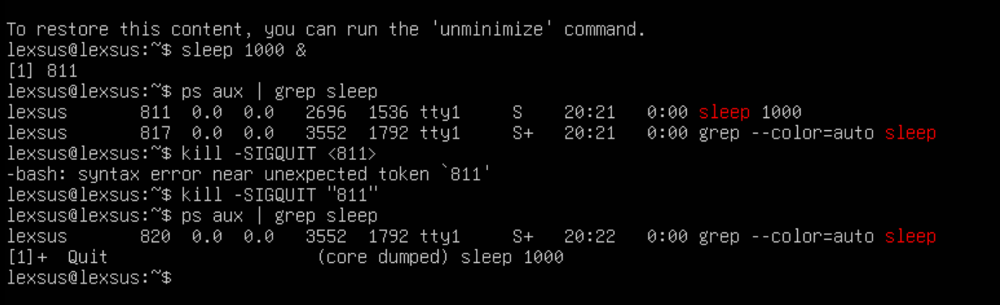 To restore this content, you can run the 'unminimize' command.
lexsus@lexsus:~$ sleep 1000 &
[1] 811
lexsus@lexsus:~$ ps aux | grep sleep
lexsus       811  0.0  0.0   2696  1536 tty1     S    20:21   0:00 sleep 1000
lexsus       817  0.0  0.0   3552  1792 tty1     S+   20:21   0:00 grep --color=auto sleep
lexsus@lexsus:~$ kill -SIGQUIT <811>
-bash: syntax error near unexpected token `811'
lexsus@lexsus:~$ kill -SIGQUIT "811"
lexsus@lexsus:~$ ps aux | grep sleep
lexsus       820  0.0  0.0   3552  1792 tty1     S+   20:22   0:00 grep --color=auto sleep
[1]+  Quit                    (core dumped) sleep 1000
lexsus@lexsus:~$